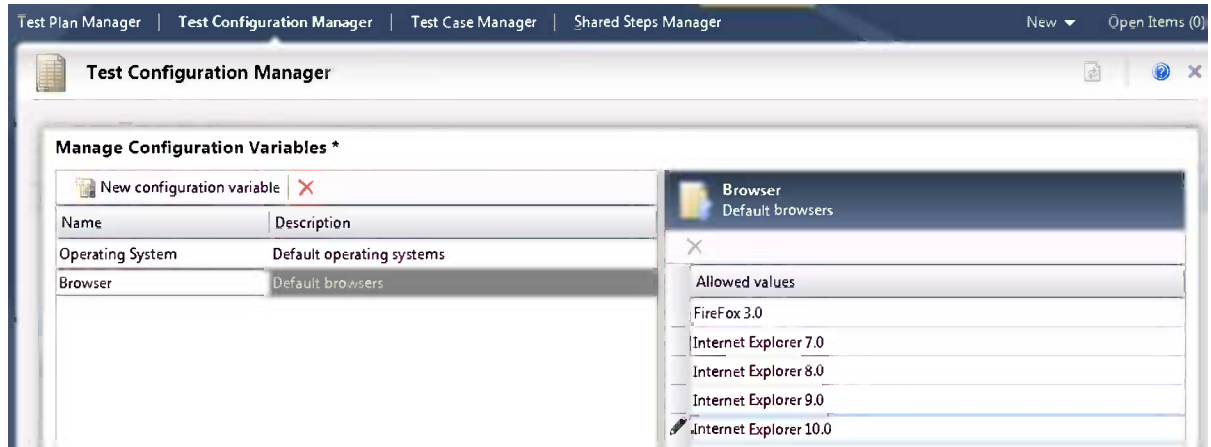 Test Plan Manager | Test Configuration Manager | Test Case Manager | Shared Steps Manager New Open Items (0)
Test Configuration Manager
Manage Configuration Variables *
New configuration variable
Name Description
Operating System Default operating systems
Browser Default browsers
Browser
Default browsers
Allowed values
FireFox 3.0
Internet Explorer 7.0
Internet Explorer 8.0
Internet Explorer 9.0
Internet Explorer 10.0